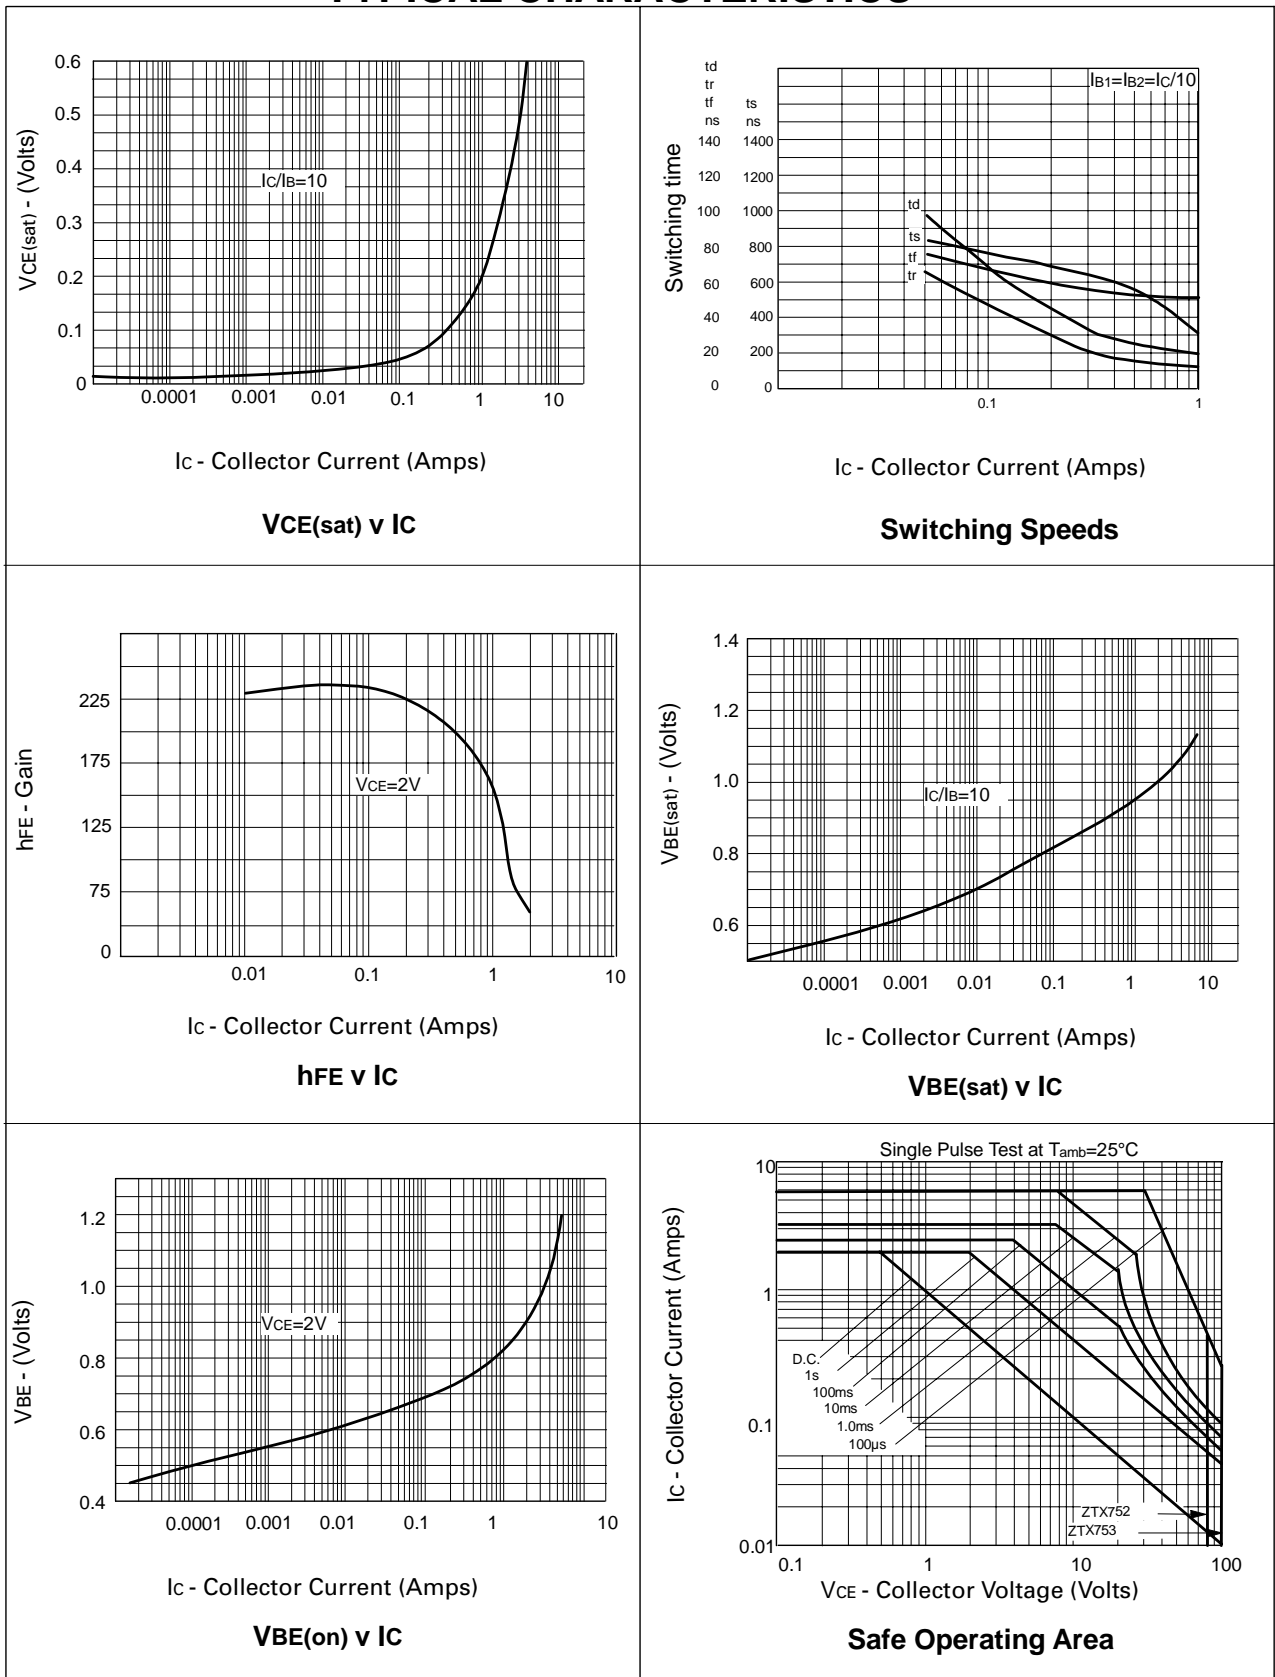 TYPICAL CHARACTERISTICS
0.6
0.5
0.4
0.3
0.2
0.1
0
VCE(sat) - (Volts)
IC/IB=10
0.0001 0.001 0.01 0.1 1 10
IC - Collector Current (Amps)
VCE(sat) v IC
td
tr
tf ts
ns ns
140 1400
120 1200
100 1000
80 800
60 600
40 400
20 200
0 0
Switching time
IB1=IB2=IC/10
td
ts
tf
tr
0.1 1
IC - Collector Current (Amps)
Switching Speeds
225
175
125
75
0
hFE - Gain
VCE=2V
0.01 0.1 1 10
IC - Collector Current (Amps)
hFE v IC
1.4
1.2
1.0
0.8
0.6
VBE(sat) - (Volts)
IC/IB=10
0.0001 0.001 0.01 0.1 1 10
IC - Collector Current (Amps)
VBE(sat) v IC
1.2
1.0
0.8
0.6
0.4
VBE - (Volts)
VCE=2V
0.0001 0.001 0.01 0.1 1 10
IC - Collector Current (Amps)
VBE(on) v IC
Single Pulse Test at Tamb=25°C
10
1
0.1
0.01
IC - Collector Current (Amps)
D.C.
1s
100ms
10ms
1.0ms
100µs
ZTX752
ZTX753
0.1 1 10 100
VCE - Collector Voltage (Volts)
Safe Operating Area